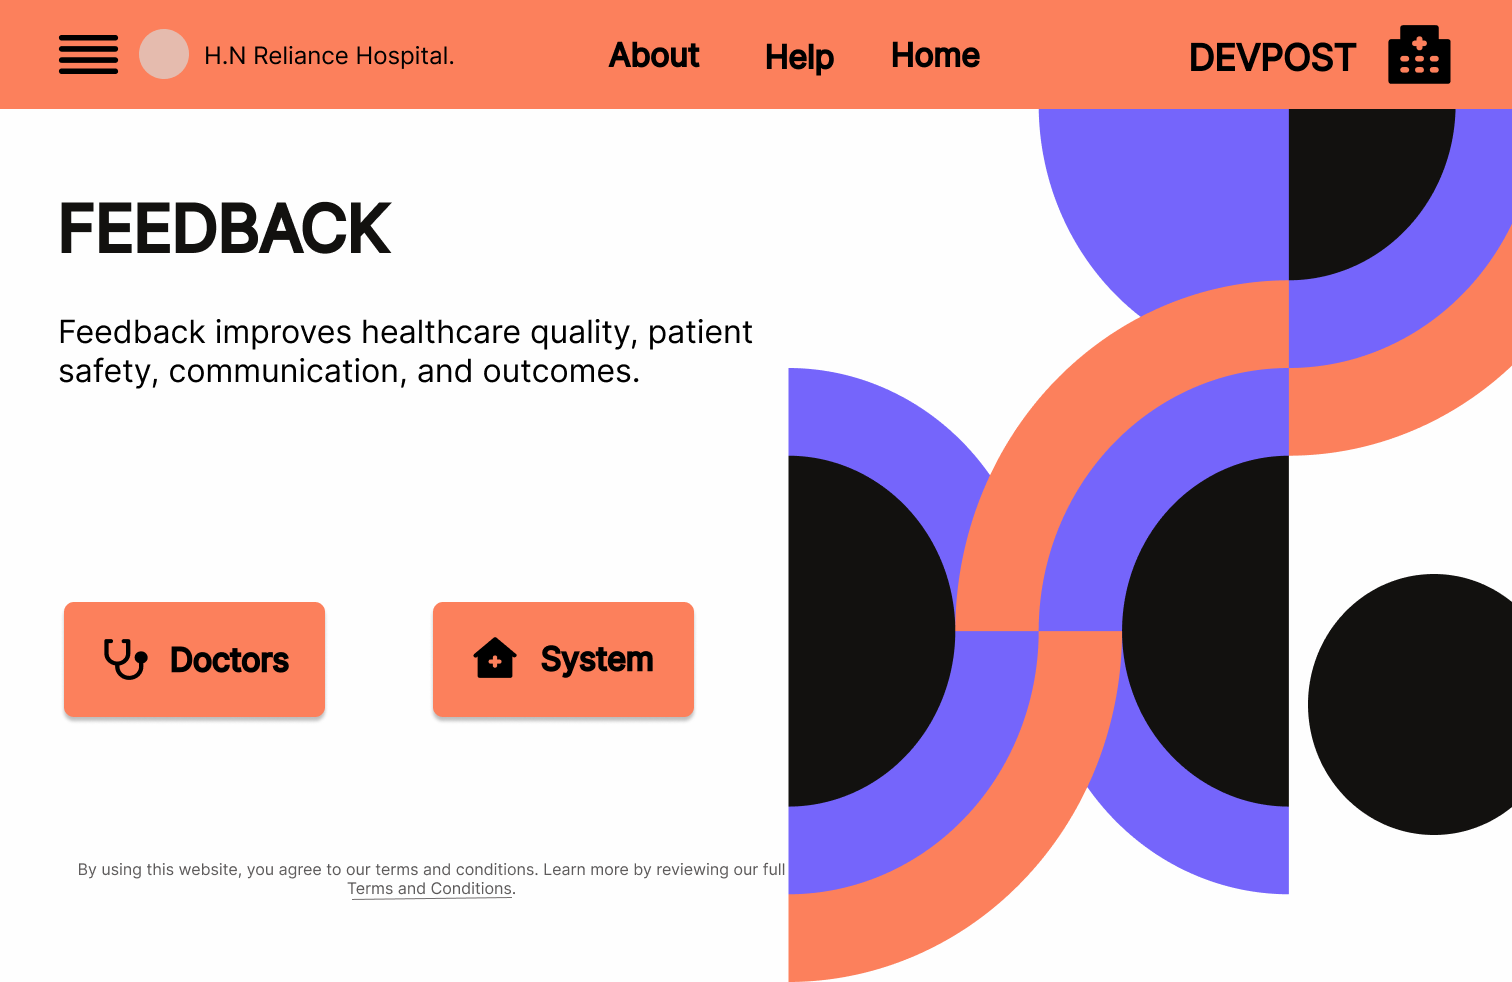 H.N Reliance Hospital.
About
Help
Home
DEVPOST
FEEDBACK
Feedback improves healthcare quality, patient
safety, communication, and outcomes.
Doctors
System
By using this website, you agree to our terms and conditions. Learn more by reviewing our full
Terms and Conditions.